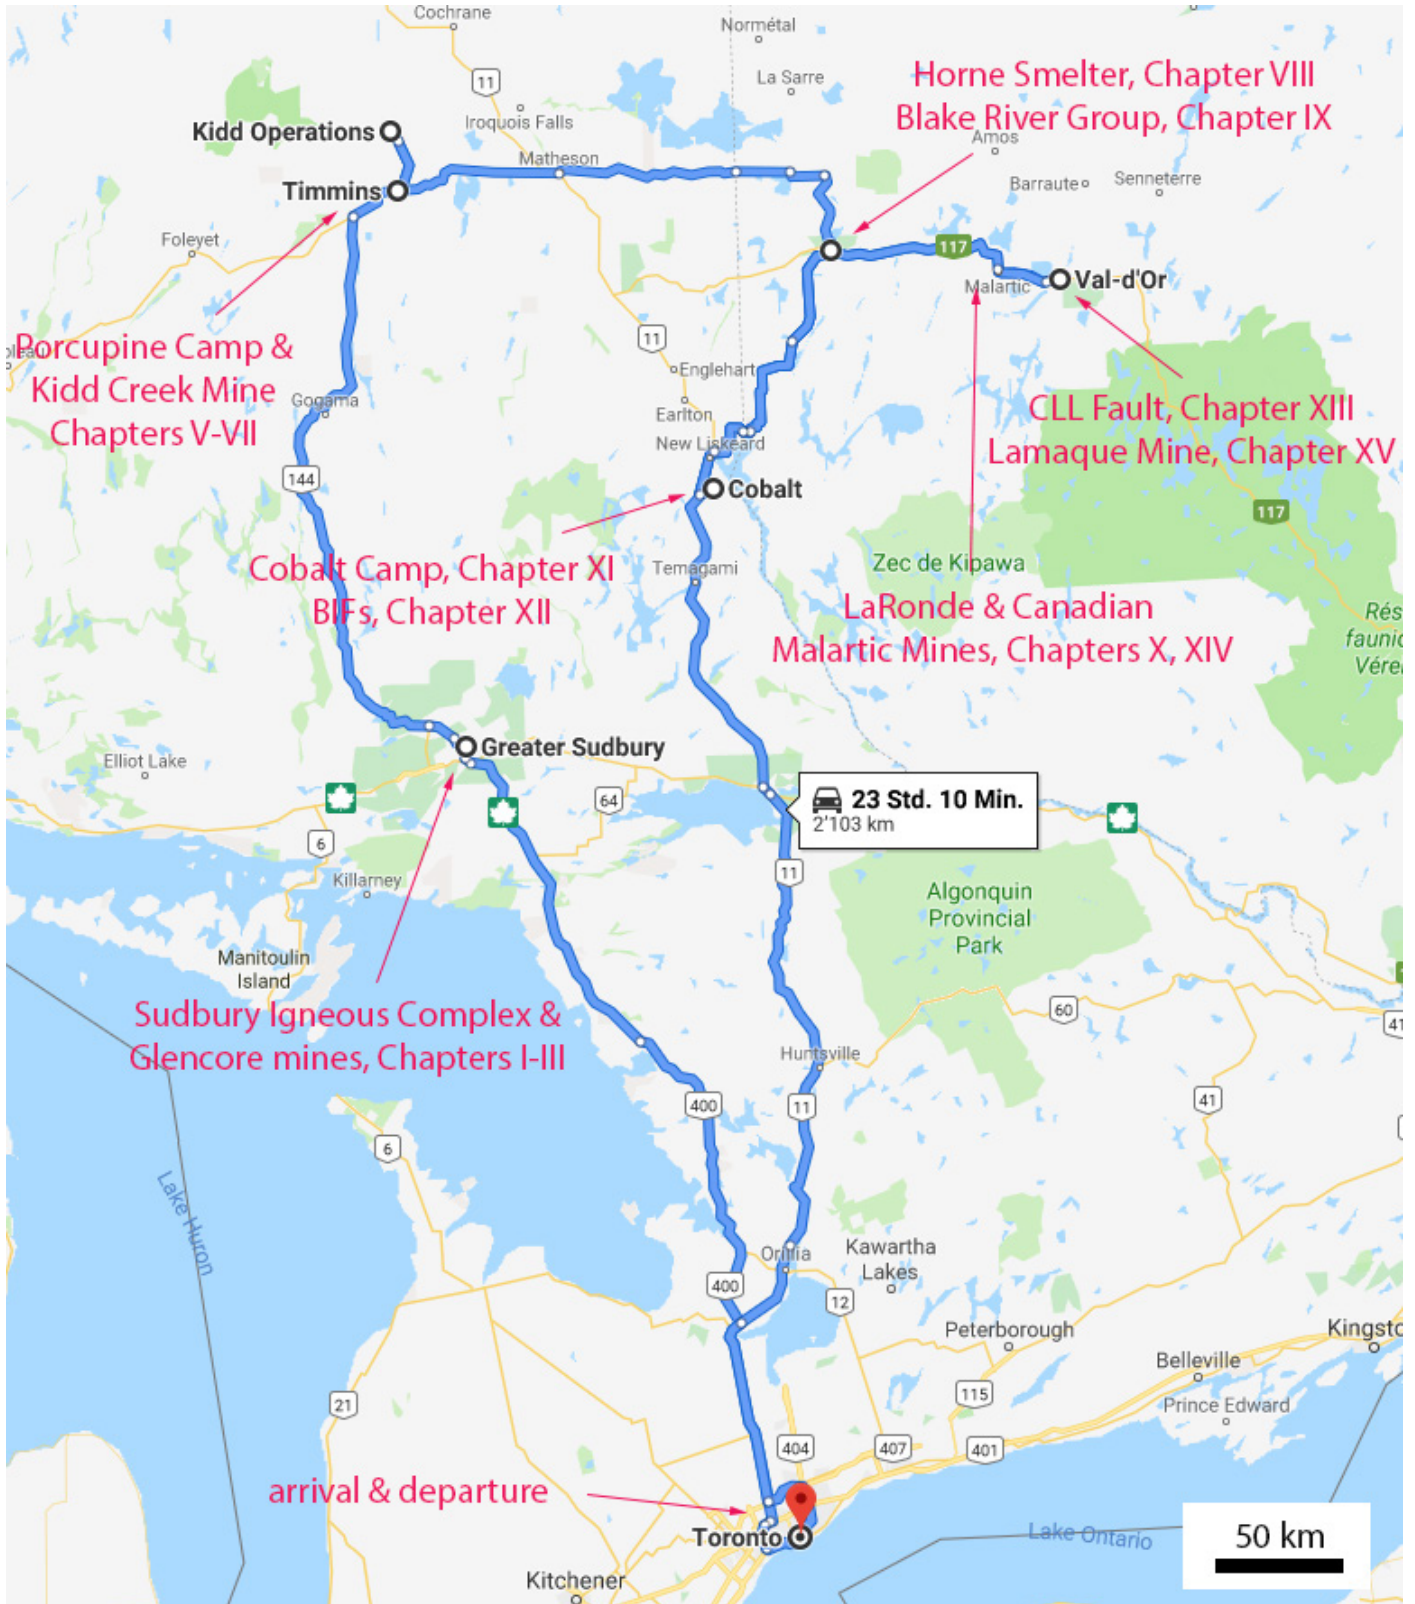 Cochrane
Normétal
11
La Sarre
Horne Smelter, Chapter VIII
Blake River Group, Chapter IX
Kidd Operations
Iroquois Falls
Amos
Matheson
Timmins
Barraute
Senneterre
Foleyet
117
Val-d'Or
Malartic
11
Porcupine Camp &
Kidd Creek Mine
Chapters V-VII
Englehart
Gogama
Earlton
CLL Fault, Chapter XIII
Lamaque Mine, Chapter XV
New Liskeard
144
Cobalt
117
Cobalt Camp, Chapter XI
BIFs, Chapter XII
Temagami
Zec de Kipawa
LaRonde & Canadian
Malartic Mines, Chapters X, XIV
Rés
faunic
Vére
Greater Sudbury
Elliot Lake
64
23 Std. 10 Min.
2'103 km
6
11
Killarney
Algonquin
Provincial
Park
Manitoulin
Island
Sudbury Igneous Complex &
Glencore mines, Chapters I-III
60
41
Huntsville
400
11
41
6
Lake Huron
Orillia
Kawartha
Lakes
400
12
Peterborough
Kingsto
Belleville
115
Prince Edward
21
404
407
401
arrival & departure
Toronto
Lake Ontario
50 km
Kitchener